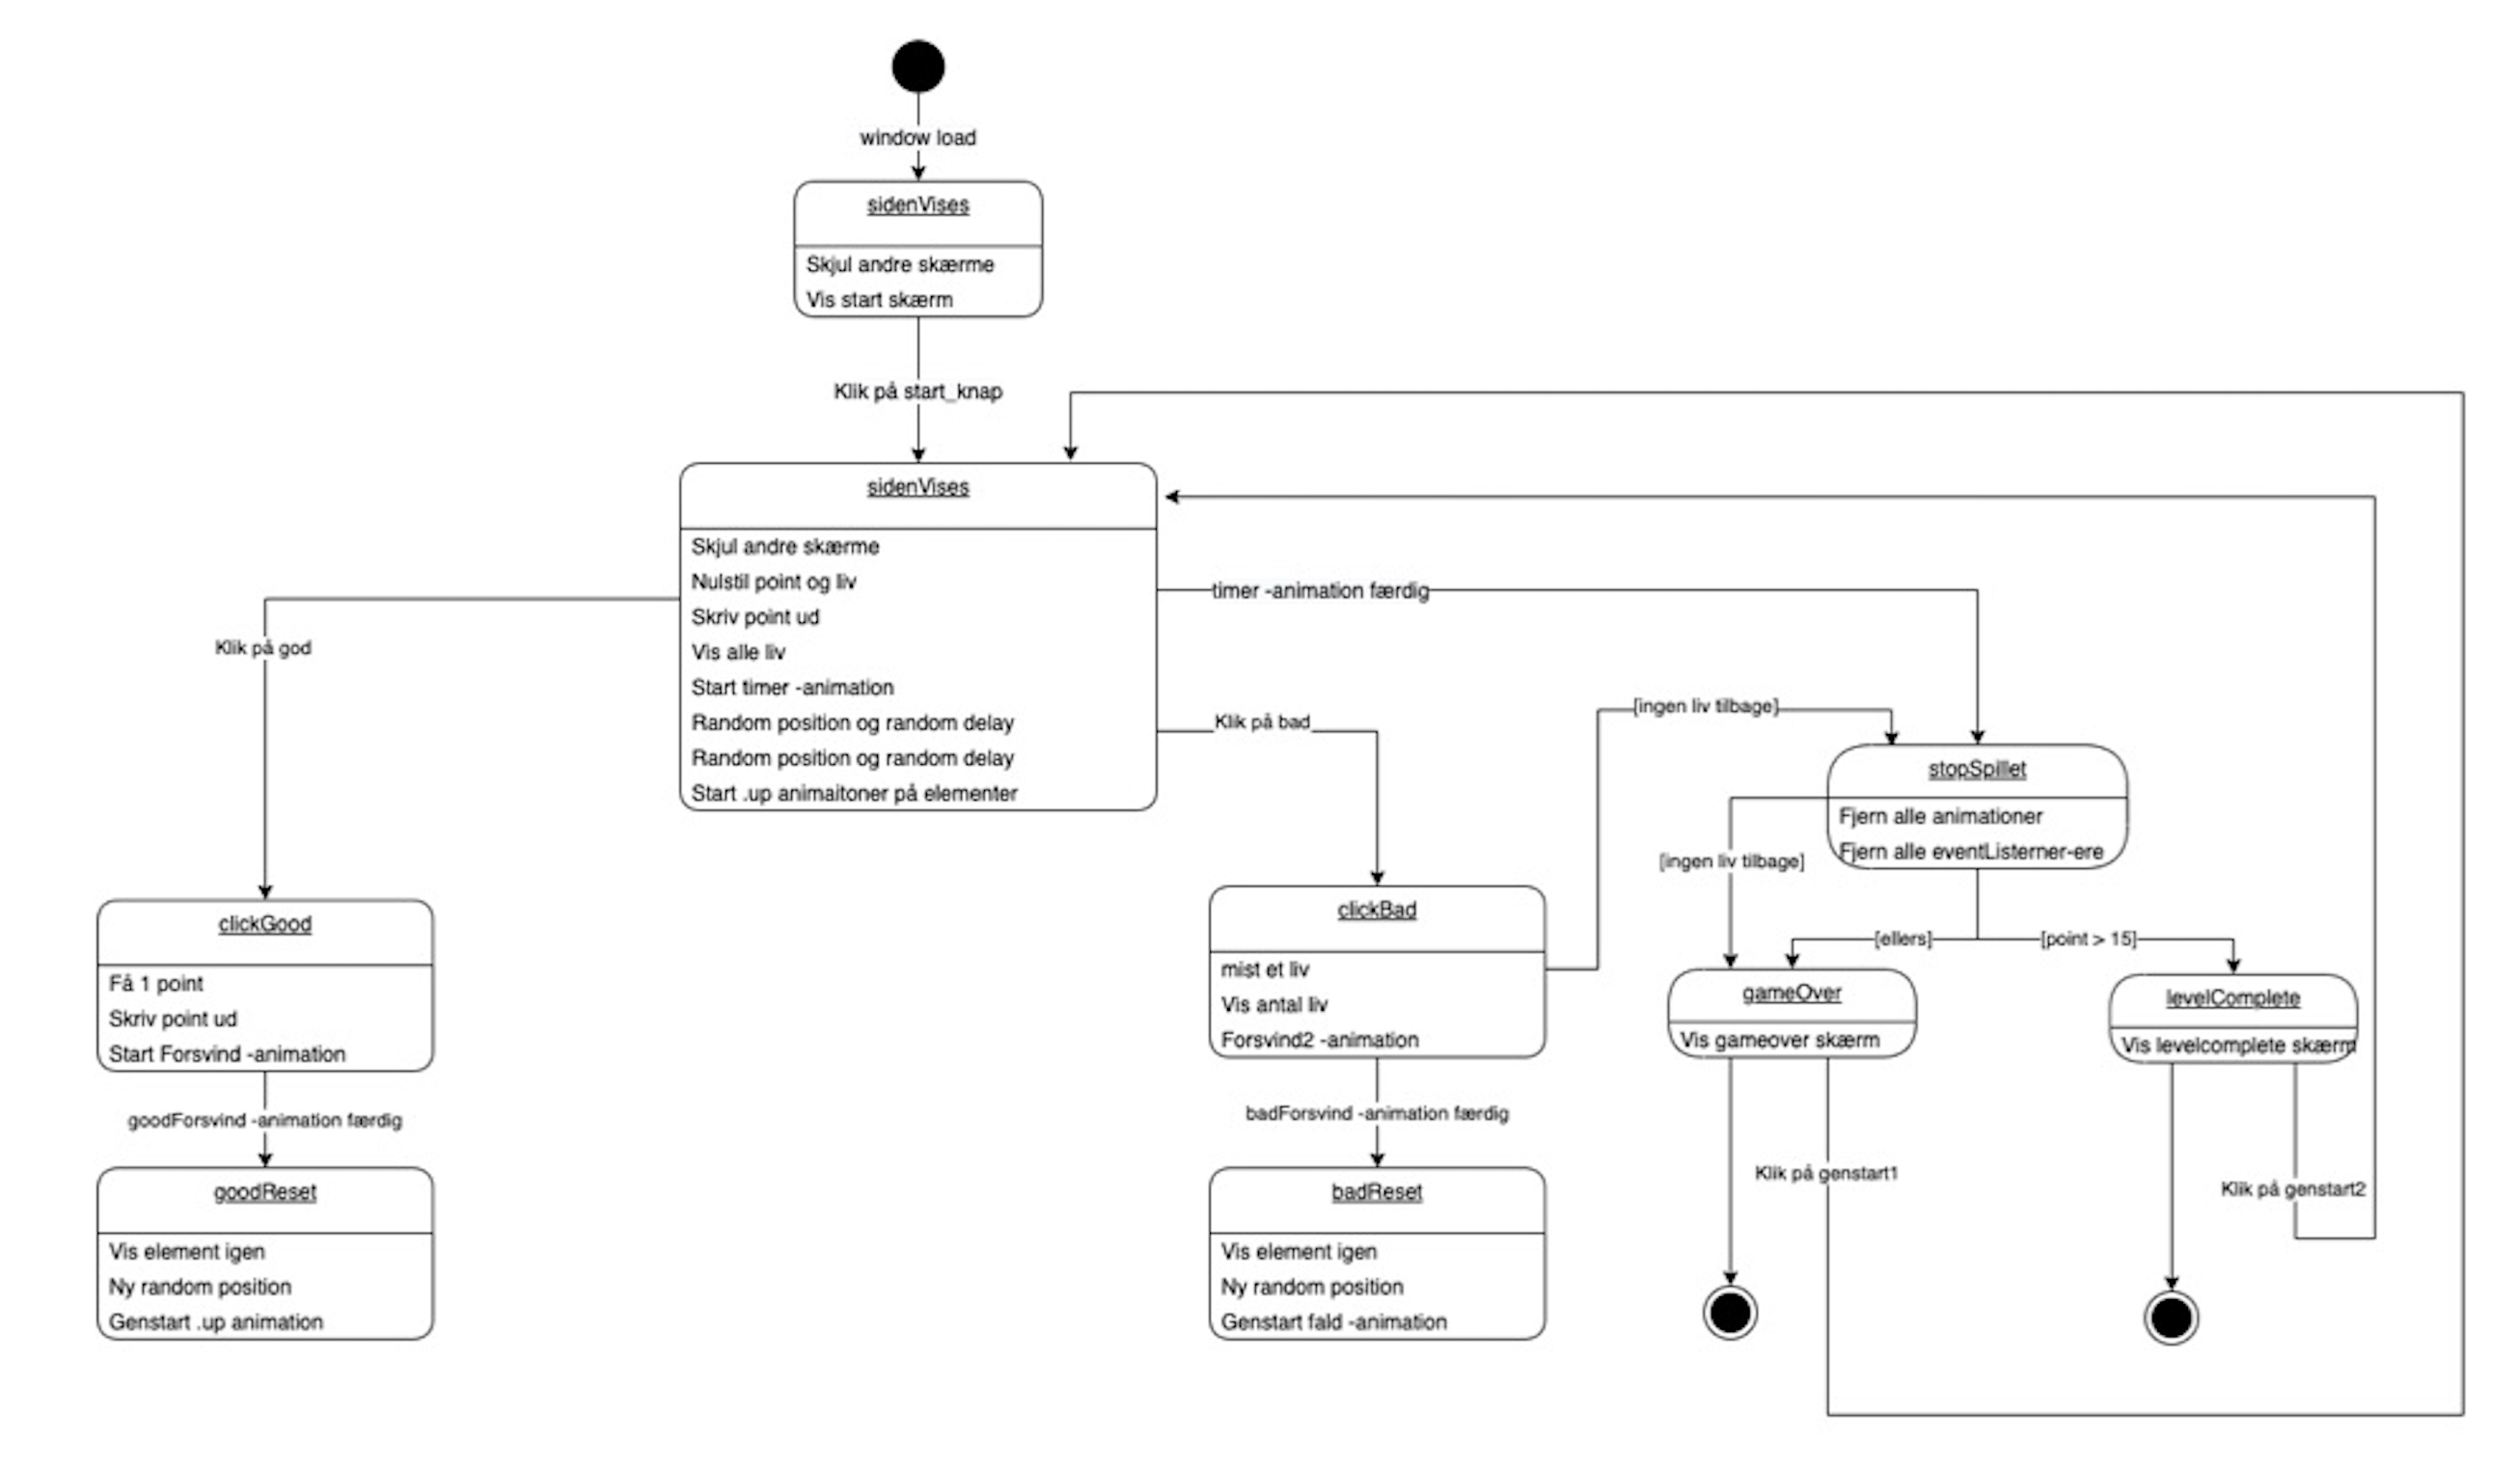 window load
sidenVises
Skjul andre skærme
Vis start skærm
Klik på start_knap
sidenVises
Skjul andre skærme
Nulstil point og liv
Skriv point ud
Vis alle liv
Start timer -animation
Random position og random delay
Random position og random delay
Start .up animaitoner på elementer
Klik på god
timer -animation færdig
Klik på bad
[ingen liv tilbage]
stopSpillet
Fjern alle animationer
Fjern alle eventListerner-ere
[ingen liv tilbage]
[ellers]
[point > 15]
clickGood
Få 1 point
Skriv point ud
Start Forsvind -animation
clickBad
mist et liv
Vis antal liv
Forsvind2 -animation
gameOver
Vis gameover skærm
levelComplete
Vis levelcomplete skærm
goodForsvind -animation færdig
badForsvind -animation færdig
Klik på genstart1
Klik på genstart2
goodReset
Vis element igen
Ny random position
Genstart .up animation
badReset
Vis element igen
Ny random position
Genstart fald -animation